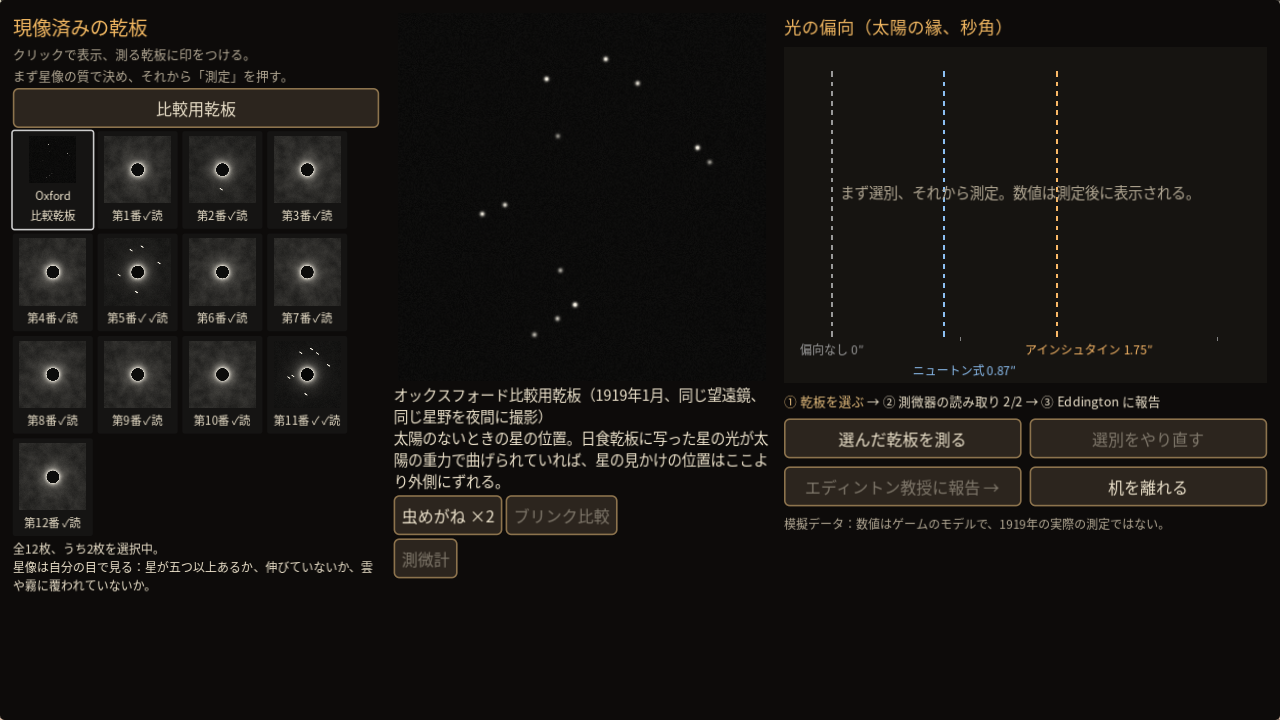 現像済みの乾板
クリックで表示、測る乾板に印をつける。
まず星像の質で決め、それから「測定」を押す。
比較用乾板
Oxford
比較乾板
第1番✓読
第2番✓読
第3番✓読
第4番✓読
第5番✓✓読
第6番✓読
第7番✓読
第8番✓読
第9番✓読
第10番✓読
第11番✓✓読
第12番✓読
全12枚、うち2枚を選択中。
星像は自分の目で見る：星が五つ以上あるか、伸びていないか、雲
や霧に覆われていないか。
オックスフォード比較用乾板（1919年1月、同じ望遠鏡、
同じ星野を夜間に撮影）
太陽のないときの星の位置。日食乾板に写った星の光が太
陽の重力で曲げられていれば、星の見かけの位置はここよ
り外側にずれる。
虫めがね ×2
ブリンク比較
測微計
光の偏向（太陽の縁、秒角）
まず選別、それから測定。数値は測定後に表示される。
偏向なし 0″
アインシュタイン 1.75″
ニュートン式 0.87″
① 乾板を選ぶ → ② 測微器の読み取り 2/2 → ③ Eddington に報告
選んだ乾板を測る
選別をやり直す
エディントン教授に報告 →
机を離れる
模擬データ：数値はゲームのモデルで、1919年の実際の測定ではない。